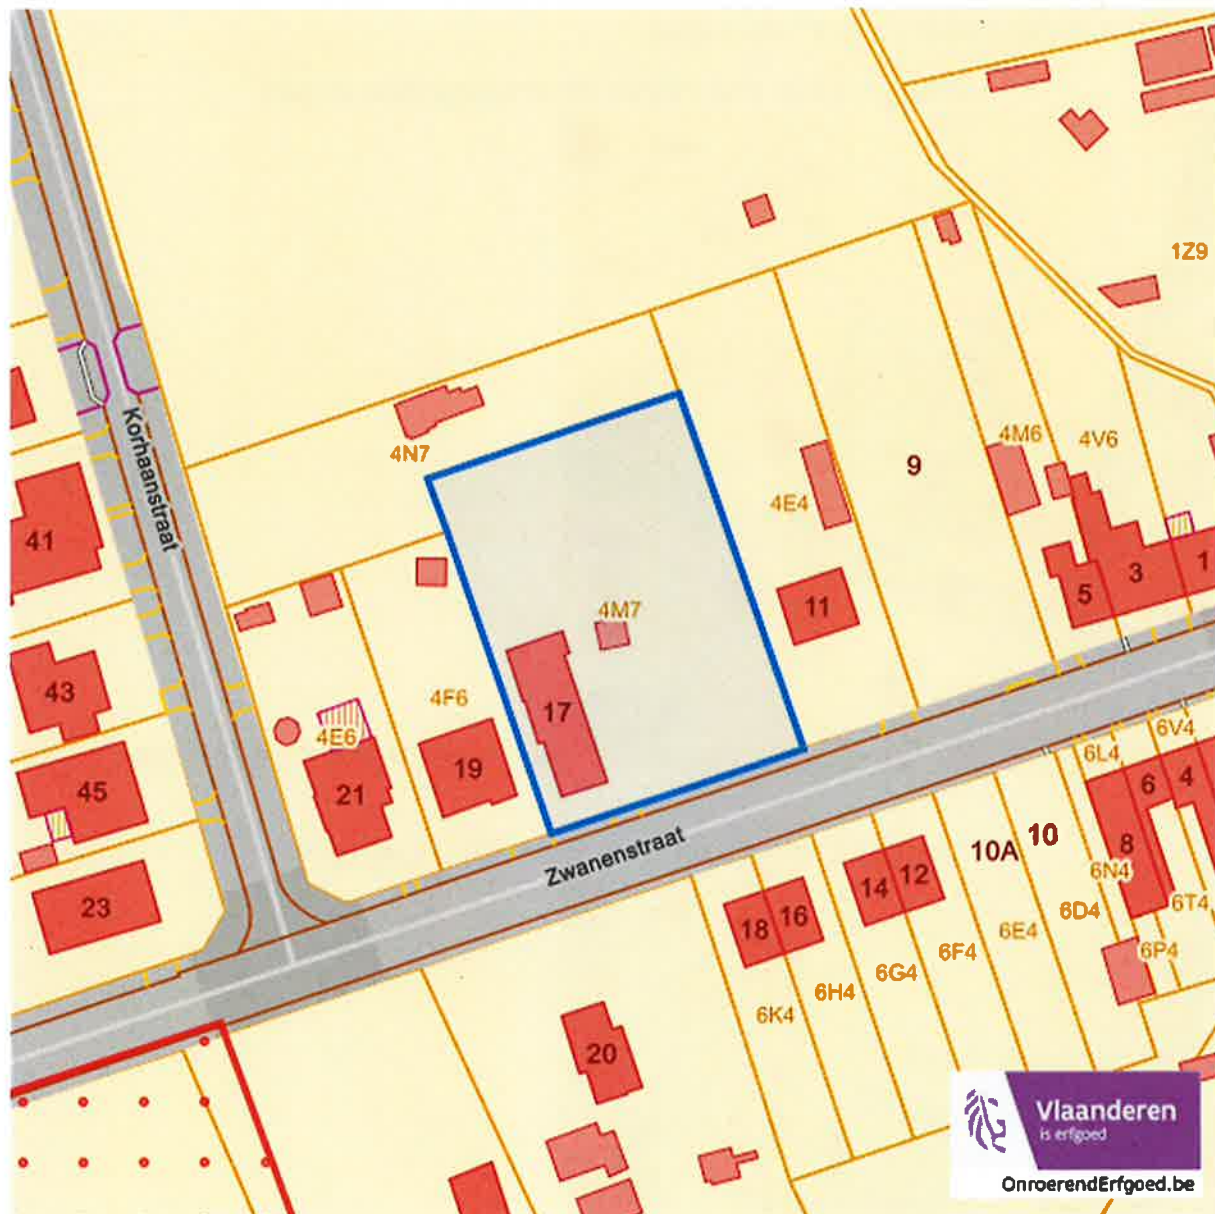 1Z9
Korhaanstraat
4N7
4M6
4V6
9
4E4
41
3
1
5
11
4M7
43
4F6
17
4E6
19
21
45
6V4
6L4
6
4
Zwanenstraat
10A
10
8
6N4
14
12
23
18
16
6D4
6T4
6E4
6F4
6P4
6G4
6H4
6K4
20
Vlaanderen
is erfgoed
OnroerendErfgoed.be